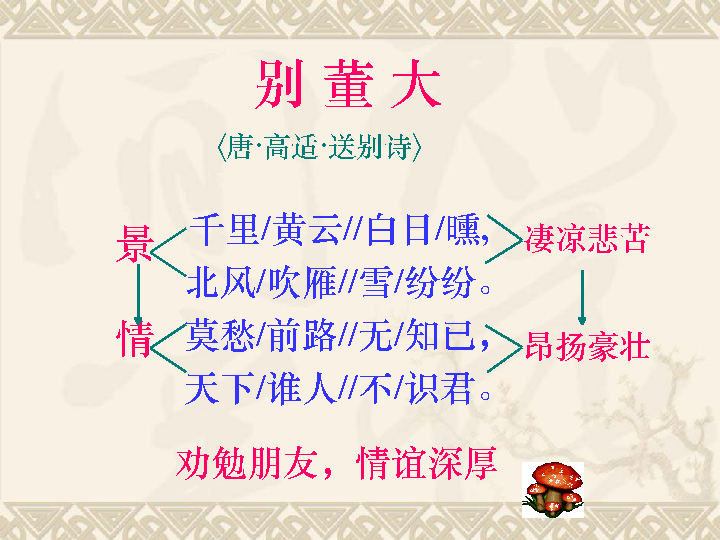 别董大
〈唐·高适·送别诗〉
景
千里/黄云//白日/曛,
北风/吹雁//雪/纷纷。
凄凉悲苦
情
莫愁/前路//无/知已，
天下/谁人//不/识君。
昂扬豪壮
劝勉朋友，情谊深厚